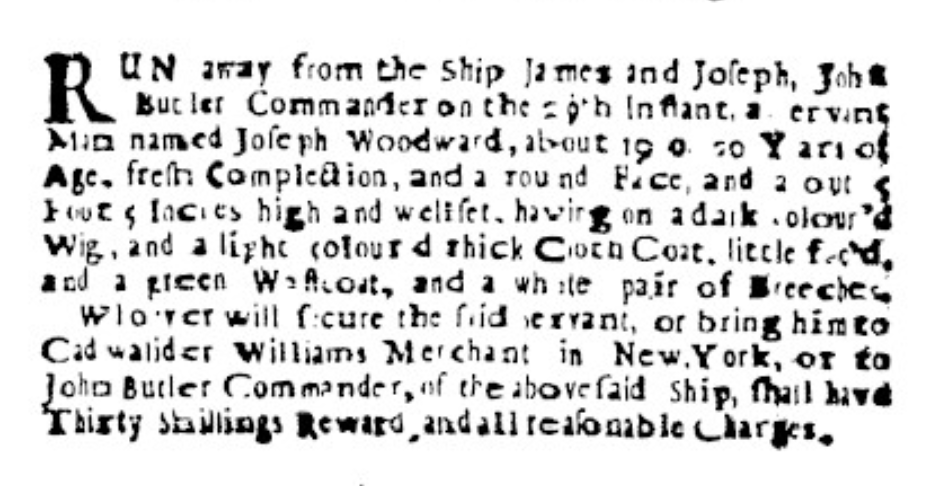 RUN away from the Ship James and Joſeph, John
Butler Commander on the 29th Inſtant, a Servant
Man named Joſeph Woodward, about 19 o 20 Years of
Age, freſh Complection, and a round Face, and about 5
Foot 5 Inches high and wellſet, having on a dark colour'd
Wig, and a light colour'd thick Cloth Coat, little
and a green Waſtcoat, and a white pair of Breeches,
Whoever will ſecure the ſaid Servant, or bring him to
Cadwalider Williams Merchant in New-York, or to
John Butler Commander, of the aboveſaid Ship, ſhall have
Thirty Shillings Reward, and all reaſonable Charges.